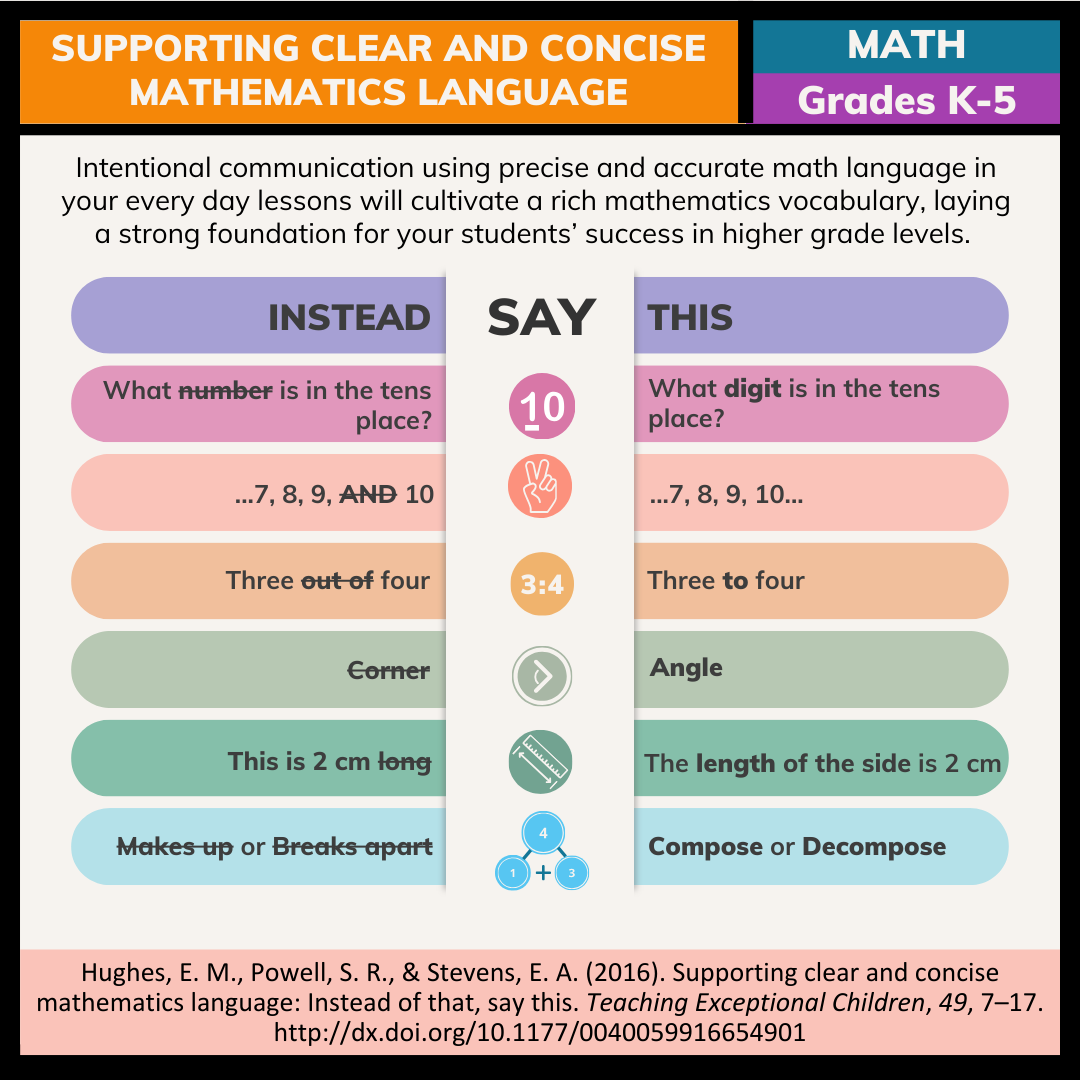 SUPPORTING CLEAR AND CONCISE
MATHEMATICS LANGUAGE
MATH
Grades K-5
Intentional communication using precise and accurate math language in
your every day lessons will cultivate a rich mathematics vocabulary, laying
a strong foundation for your students’ success in higher grade levels.
INSTEAD SAY THIS
What number is in the tens
place?
10
What digit is in the tens
place?
...7, 8, 9, AND 10
...7, 8, 9, 10...
Three out of four
3:4
Three to four
Corner
Angle
This is 2 cm long
The length of the side is 2 cm
Makes up or Breaks apart
4
1 + 3
Compose or Decompose
Hughes, E. M., Powell, S. R., & Stevens, E. A. (2016). Supporting clear and concise
mathematics language: Instead of that, say this. Teaching Exceptional Children, 49, 7–17.
http://dx.doi.org/10.1177/0040059916654901